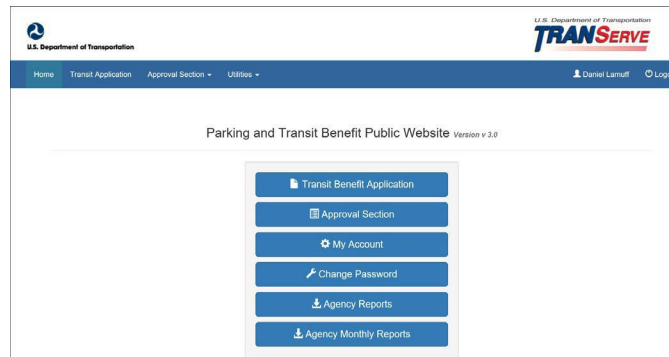 U.S. Department of Transportation
TRANSERVE
U.S. Department of Transportation
Home Transit Application Approval Section Utilities Daniel Lamuff Logo
Parking and Transit Benefit Public Website Version v 3.0
Transit Benefit Application
Approval Section
My Account
Change Password
Agency Reports
Agency Monthly Reports